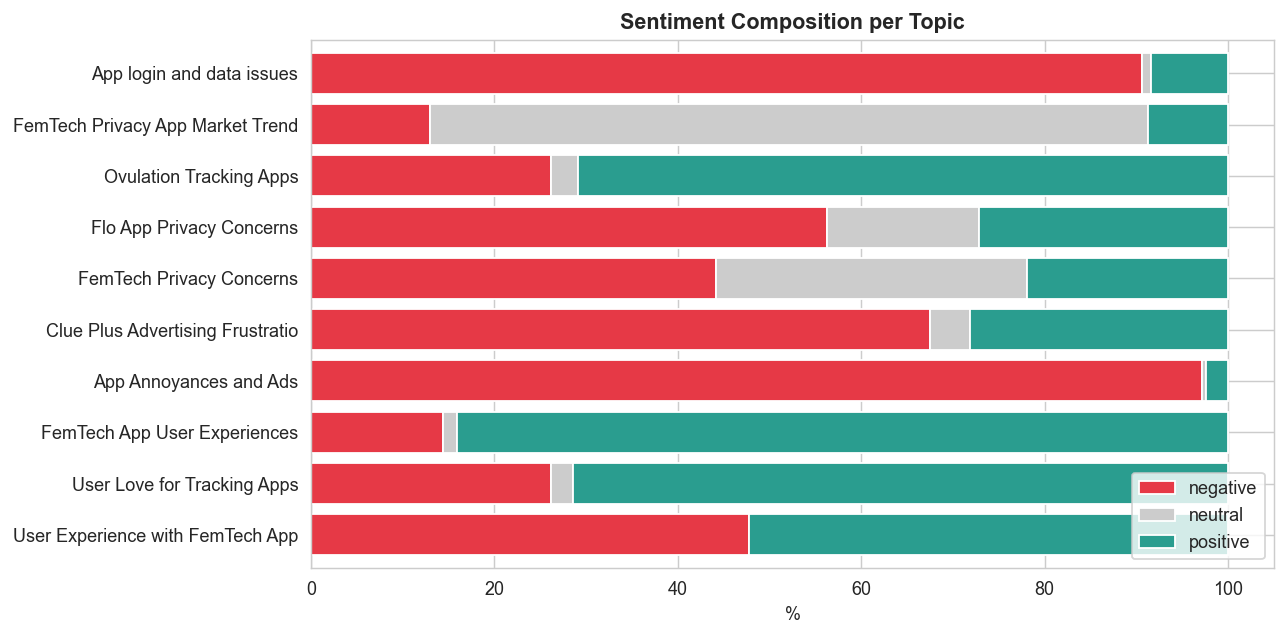 Sentiment Composition per Topic
App login and data issues
FemTech Privacy App Market Trend
Ovulation Tracking Apps
Flo App Privacy Concerns
FemTech Privacy Concerns
Clue Plus Advertising Frustratio
App Annoyances and Ads
FemTech App User Experiences
User Love for Tracking Apps
User Experience with FemTech App
negative
neutral
positive
0 20 40 60 80 100
%